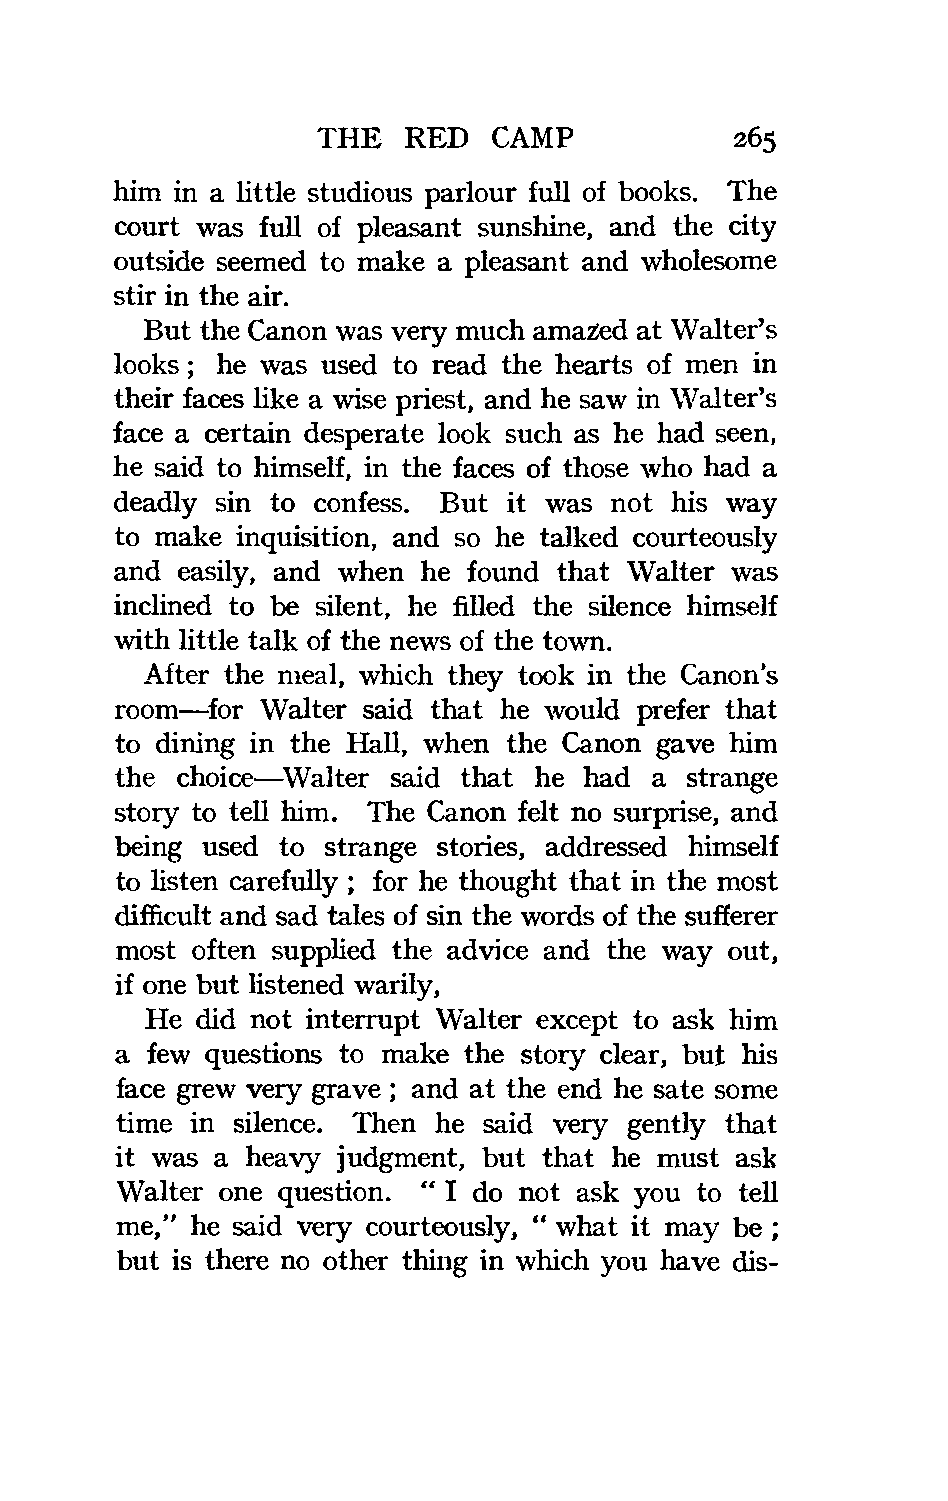 THE RED CAMP 265
him in a little studious parlour full of books. The
court was full of pleasant sunshine, and the city
outside seemed to make a pleasant and wholesome
stir in the air.
But the Canon was very much amazed at Walter's
looks ; he was used to read the hearts of men in
their faces like a wise priest, and he saw in Walter's
face a certain desperate look such as he had seen,
he said to himself, in the faces of those who had a
deadly sin to confess. But it was not his way
to make inquisition, and so he talked courteously
and easily, and when he found that Walter was
inclined to be silent, he filled the silence himself
with little talk of the news of the town.
After the meal, which they took in the Canon's
room—for Walter said that he would prefer that
to dining in the Hall, when the Canon gave him
the choice—Walter said that he had a strange
story to tell him. The Canon felt no surprise, and
being used to strange stories, addressed himself
to listen carefully ; for he thought that in the most
difficult and sad tales of sin the words of the sufferer
most often supplied the advice and the way out,
if one but listened warily,
He did not interrupt Walter except to ask him
a few questions to make the story clear, but his
face grew very grave ; and at the end he sate some
time in silence. Then he said very gently that
it was a heavy judgment, but that he must ask
Walter one question. " I do not ask you to tell
me," he said very courteously, " what it may be ;
but is there no other thing in which you have dis-